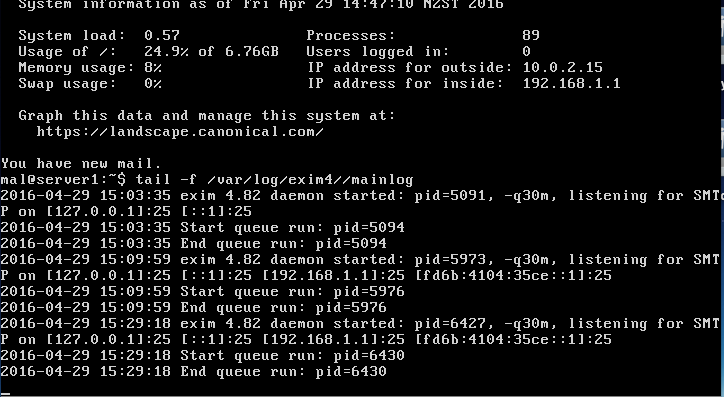 System information as of Fri Apr 29 14:47:10 NZST 2016
System load: 0.57 Processes: 89
Usage of /: 24.9% of 6.76GB Users logged in: 0
Memory usage: 8% IP address for outside: 10.0.2.15
Swap usage: 0% IP address for inside: 192.168.1.1
Graph this data and manage this system at:
https://landscape.canonical.com/
You have new mail.
mal@server1:~$ tail -f /var/log/exim4//mainlog
2016-04-29 15:03:35 exim 4.82 daemon started: pid=5091, -q30m, listening for SMT
P on [127.0.0.1]:25 [::1]:25
2016-04-29 15:03:35 Start queue run: pid=5094
2016-04-29 15:03:35 End queue run: pid=5094
2016-04-29 15:09:59 exim 4.82 daemon started: pid=5973, -q30m, listening for SMT
P on [127.0.0.1]:25 [::1]:25 [192.168.1.1]:25 [fd6b:4104:35ce::1]:25
2016-04-29 15:09:59 Start queue run: pid=5976
2016-04-29 15:09:59 End queue run: pid=5976
2016-04-29 15:29:18 exim 4.82 daemon started: pid=6427, -q30m, listening for SMT
P on [127.0.0.1]:25 [::1]:25 [192.168.1.1]:25 [fd6b:4104:35ce::1]:25
2016-04-29 15:29:18 Start queue run: pid=6430
2016-04-29 15:29:18 End queue run: pid=6430